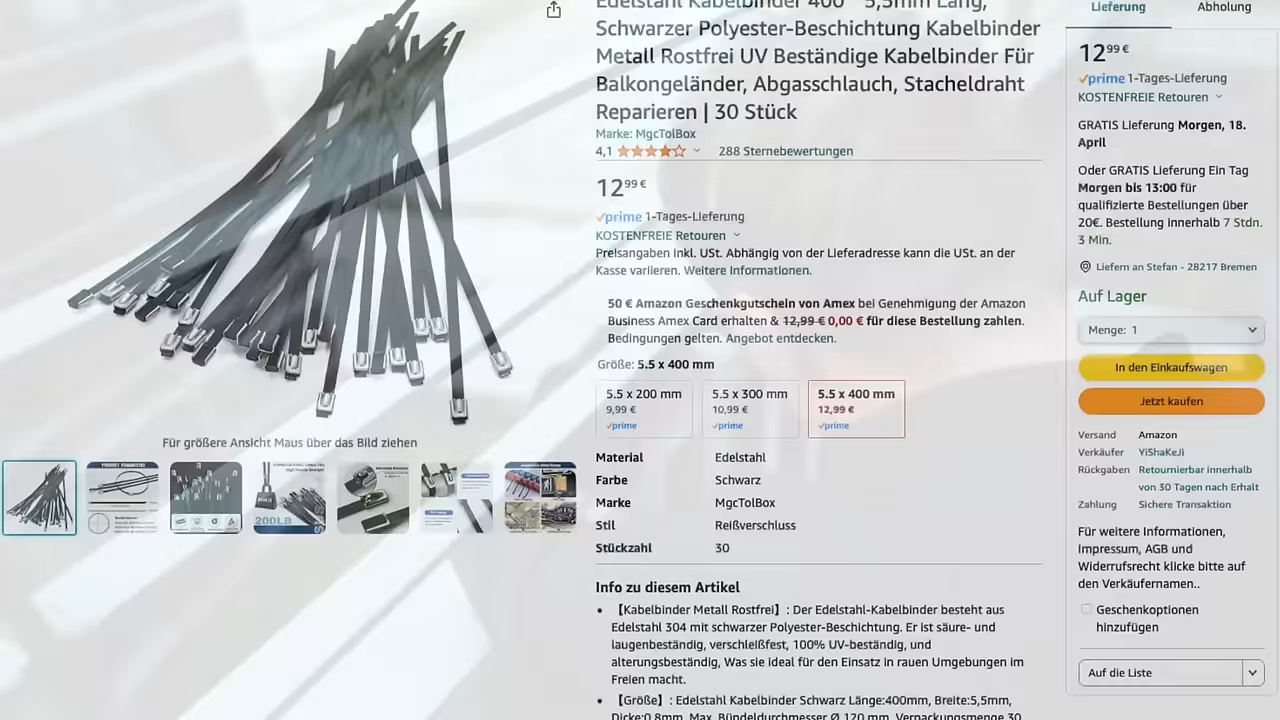 Edelstahl Kabelbinder 400 * 5,5mm Lang,
Schwarzer Polyester-Beschichtung Kabelbinder
Metall Rostfrei UV Beständige Kabelbinder Für
Balkongeländer, Abgasschlauch, Stacheldraht
Reparieren | 30 Stück
Marke: MgcTolBox
4,1 288 Sternebewertungen
12 99 €
prime 1-Tages-Lieferung
KOSTENFREIE Retouren
Preisangaben inkl. USt. Abhängig von der Lieferadresse kann die USt. an der
Kasse variieren. Weitere Informationen.
50 € Amazon Geschenkgutschein von Amex bei Genehmigung der Amazon
Business Amex Card erhalten & 12,99 € 0,00 € für diese Bestellung zahlen.
Bedingungen gelten. Angebot entdecken.
Größe: 5.5 x 400 mm
5.5 x 200 mm
9,99 €
prime
5.5 x 300 mm
10,99 €
prime
5.5 x 400 mm
12,99 €
prime
Material Edelstahl
Farbe Schwarz
Marke MgcTolBox
Stil Reißverschluss
Stückzahl 30
Info zu diesem Artikel
• 【Kabelbinder Metall Rostfrei】: Der Edelstahl-Kabelbinder besteht aus
Edelstahl 304 mit schwarzer Polyester-Beschichtung. Er ist säure- und
laugenbeständig, verschleißfest, 100% UV-beständig, und
alterungsbeständig, Was sie ideal für den Einsatz in rauen Umgebungen im
Freien macht.
• 【Größe】: Edelstahl Kabelbinder Schwarz Länge:400mm, Breite:5,5mm,
Dicke:0,8mm, Max. Bündeldurchmesser Ø 120 mm, Verpackungsmenge 30
Für größere Ansicht Maus über das Bild ziehen
200LB
Lieferung
Abholung
12 99 €
prime 1-Tages-Lieferung
KOSTENFREIE Retouren
GRATIS Lieferung Morgen, 18.
April
Oder GRATIS Lieferung Ein Tag
Morgen bis 13:00 für
qualifizierte Bestellungen über
20€. Bestellung innerhalb 7 Stdn.
3 Min.
Liefern an Stefan - 28217 Bremen
Auf Lager
Menge: 1
In den Einkaufswagen
Jetzt kaufen
Versand Amazon
Verkäufer YiShaKeJi
Rückgaben Retournierbar innerhalb
von 30 Tagen nach Erhalt
Zahlung Sichere Transaktion
Für weitere Informationen,
Impressum, AGB und
Widerrufsrecht klicke bitte auf
den Verkäufernamen..
Geschenkoptionen
hinzufügen
Auf die Liste